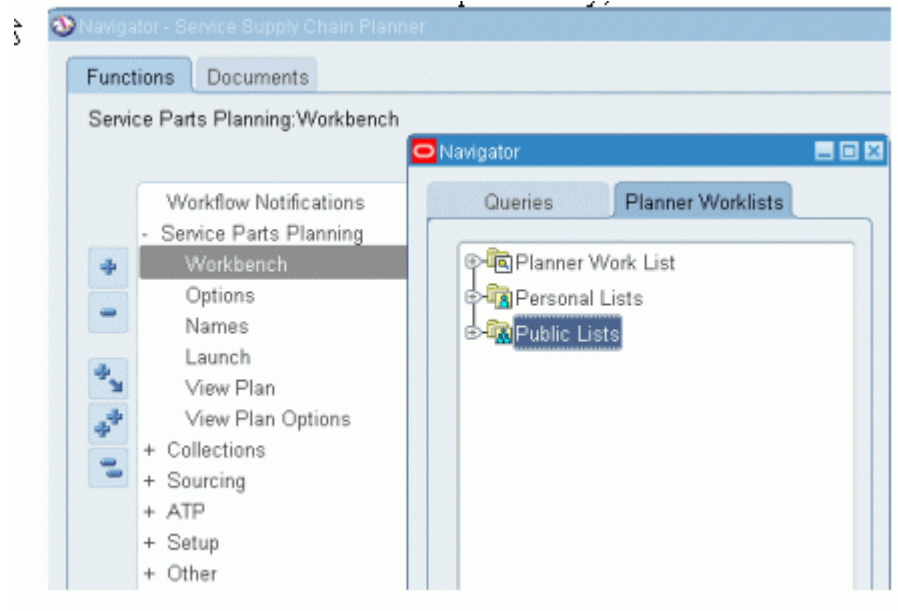 Navigator - Service Supply Chain Planner
Functions
Documents
Service Parts Planning:Workbench
Workflow Notifications
- Service Parts Planning
Workbench
Options
Names
Launch
View Plan
View Plan Options
+ Collections
+ Sourcing
+ ATP
+ Setup
+ Other
Navigator
Queries
Planner Worklists
Planner Work List
Personal Lists
Public Lists